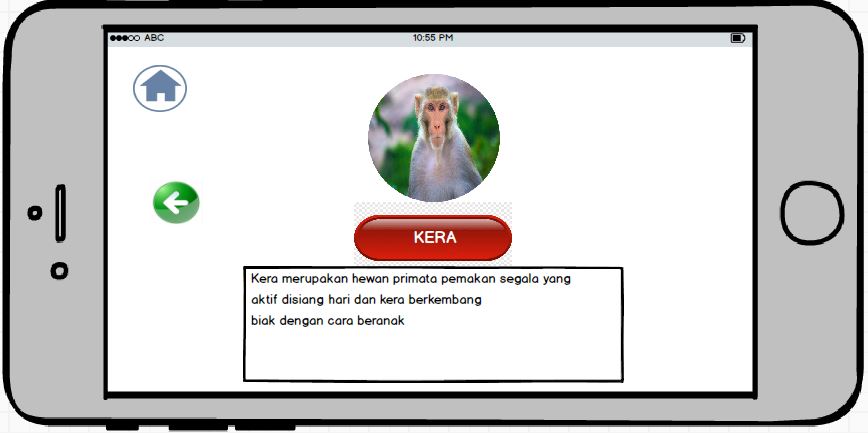 ABC
10:55 PM
KERA
Kera merupakan hewan primata pemakan segala yang
aktif disiang hari dan kera berkembang
biak dengan cara beranak